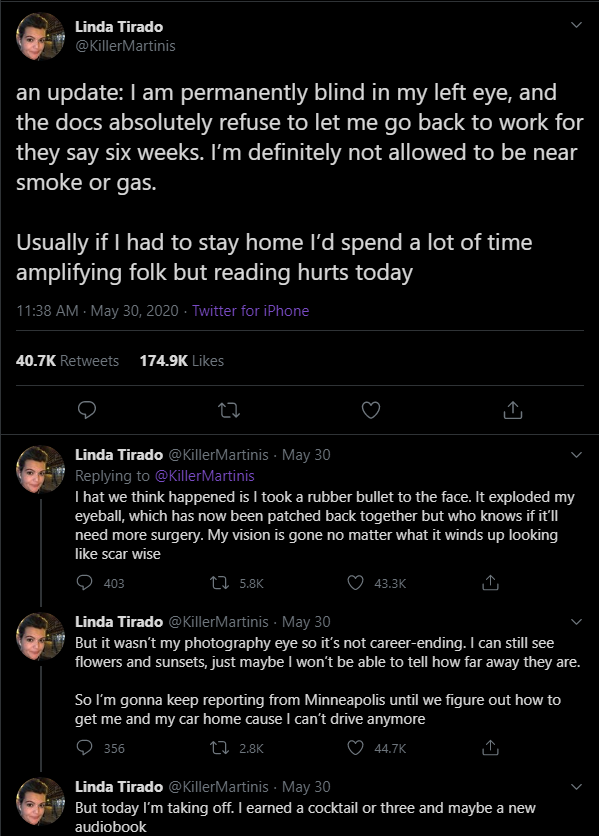 Linda Tirado
@KillerMartinis
an update: I am permanently blind in my left eye, and
the docs absolutely refuse to let me go back to work for
they say six weeks. I’m definitely not allowed to be near
smoke or gas.
Usually if I had to stay home I’d spend a lot of time
amplifying folk but reading hurts today
11:38 AM · May 30, 2020 · Twitter for iPhone
40.7K Retweets 174.9K Likes
Linda Tirado @KillerMartinis · May 30
Replying to @KillerMartinis
I hat we think happened is I took a rubber bullet to the face. It exploded my
eyeball, which has now been patched back together but who knows if it’ll
need more surgery. My vision is gone no matter what it winds up looking
like scar wise
403 5.8K 43.3K
Linda Tirado @KillerMartinis · May 30
But it wasn’t my photography eye so it’s not career-ending. I can still see
flowers and sunsets, just maybe I won’t be able to tell how far away they are.
So I’m gonna keep reporting from Minneapolis until we figure out how to
get me and my car home cause I can’t drive anymore
356 2.8K 44.7K
Linda Tirado @KillerMartinis · May 30
But today I’m taking off. I earned a cocktail or three and maybe a new
audiobook